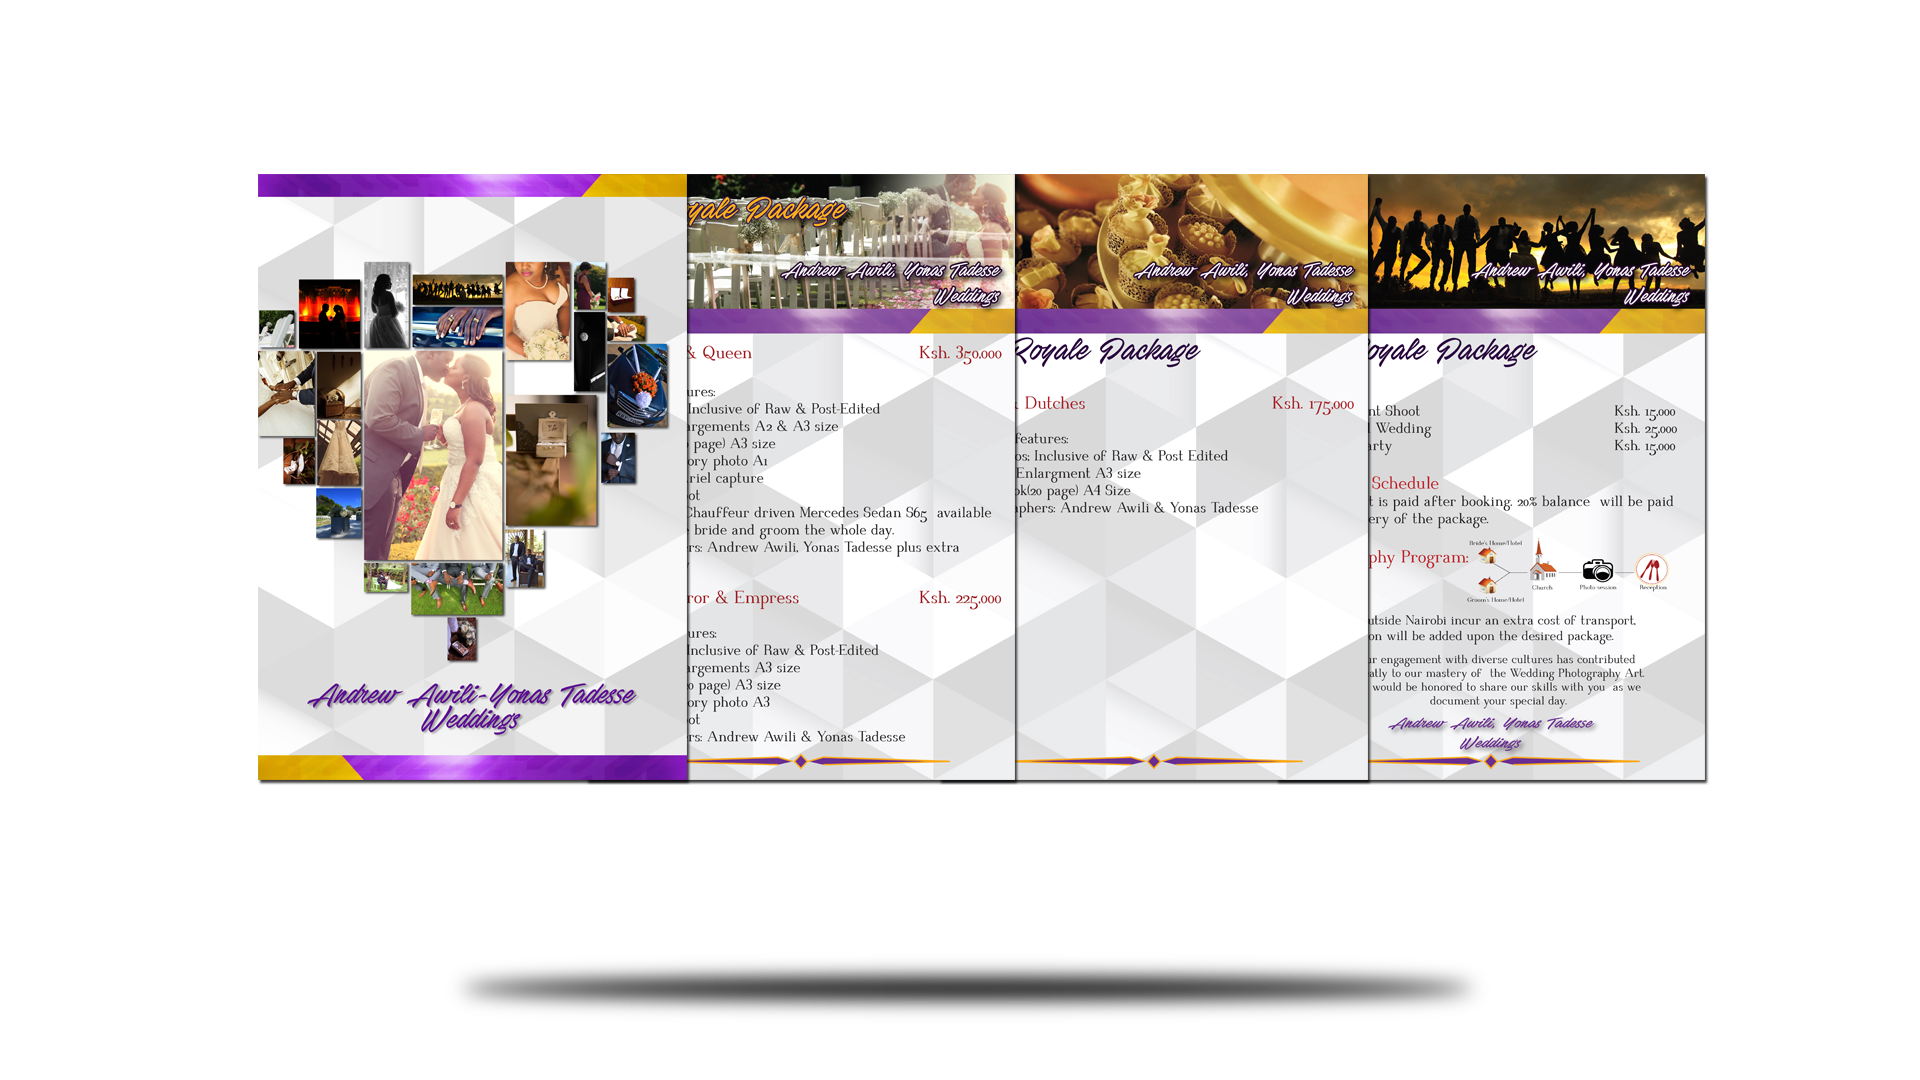 Andrew Awili-Yonas Tadesse
Weddings
yale Package
Andrew Awili, Yonas Tadesse
Weddings
& Queen Ksh. 350,000
ures:
Inclusive of Raw & Post-Edited
argements A2 & A3 size
page) A3 size
ory photo A1
riel capture
ot
Chauffeur driven Mercedes Sedan S65 available
bride and groom the whole day.
rs: Andrew Awili, Yonas Tadesse plus extra
ror & Empress Ksh. 225,000
ures:
Inclusive of Raw & Post-Edited
argements A3 size
0 page) A3 size
ory photo A3
ot
rs: Andrew Awili & Yonas Tadesse
Andrew Awili, Yonas Tadesse
Weddings
Royale Package
& Dutches Ksh. 175,000
features:
os; Inclusive of Raw & Post Edited
Enlargment A3 size
ok(20 page) A4 Size
aphers: Andrew Awili & Yonas Tadesse
Andrew Awili, Yonas Tadesse
Weddings
oyale Package
nt Shoot Ksh. 15,000
l Wedding Ksh. 25,000
arty Ksh. 15,000
Schedule
t is paid after booking. 20% balance will be paid
ery of the package.
phy Program:
Bride's Home/Hotel
Groom's Home/Hotel
Church
Photo session
Reception
utside Nairobi incur an extra cost of transport,
on will be added upon the desired package.
ur engagement with diverse cultures has contributed
atly to our mastery of the Wedding Photography Art.
would be honored to share our skills with you as we
document your special day.
Andrew Awili, Yonas Tadesse
Weddings